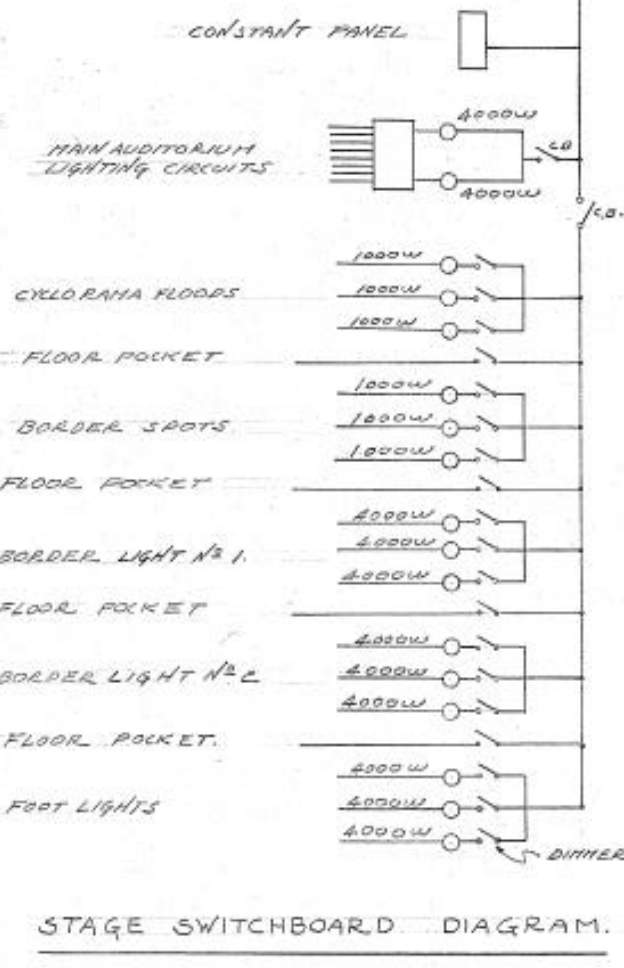 CONSTANT PANEL
4000W
MAIN AUDITORIUM
LIGHTING CIRCUITS
C.B
4000W
C.B.
1000W
CYCLORAMA FLOODS
1000W
1000W
FLOOR POCKET
1000W
BORDER SPOTS
1000W
1000W
FLOOR POCKET
4000W
BORDER LIGHT Nº 1.
4000W
4000W
FLOOR POCKET
4000W
BORDER LIGHT Nº 2
4000W
4000W
FLOOR POCKET.
4000W
FOOT LIGHTS
4000W
4000W
DIMMER
STAGE SWITCHBOARD DIAGRAM.